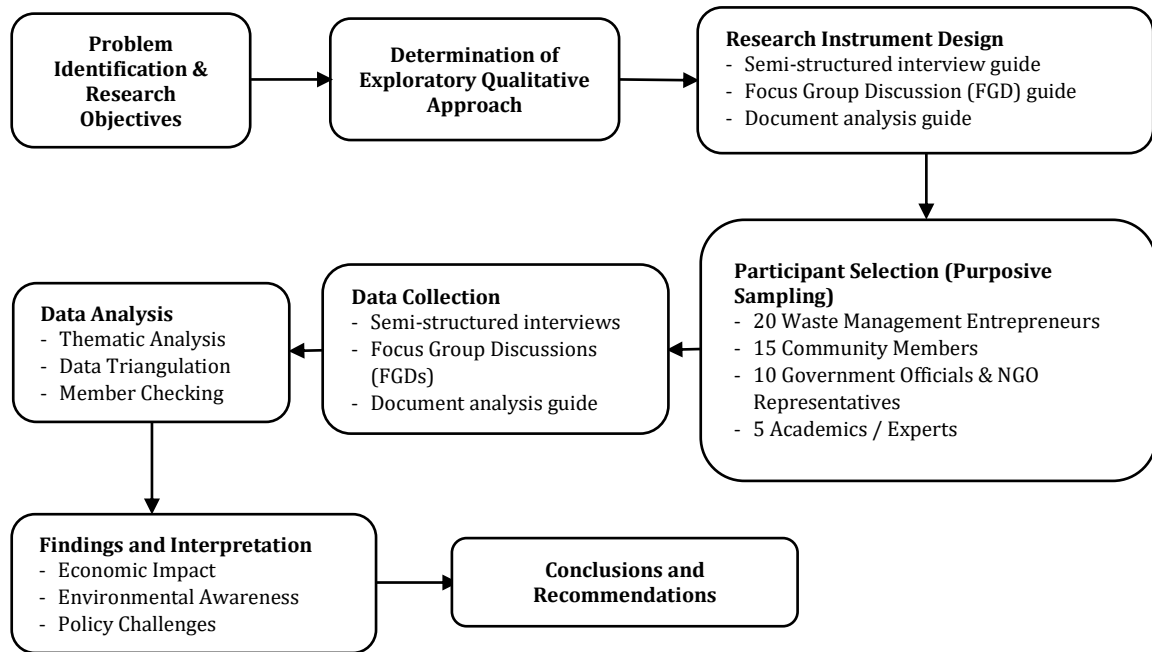 Problem
Identification &
Research
Objectives
Determination of
Exploratory Qualitative
Approach
Research Instrument Design
- Semi-structured interview guide
- Focus Group Discussion (FGD) guide
- Document analysis guide
Participant Selection (Purposive
Sampling)
- 20 Waste Management Entrepreneurs
- 15 Community Members
- 10 Government Officials & NGO
Representatives
- 5 Academics / Experts
Data Collection
- Semi-structured interviews
- Focus Group Discussions
(FGDs)
- Document analysis guide
Data Analysis
- Thematic Analysis
- Data Triangulation
- Member Checking
Findings and Interpretation
- Economic Impact
- Environmental Awareness
- Policy Challenges
Conclusions and
Recommendations